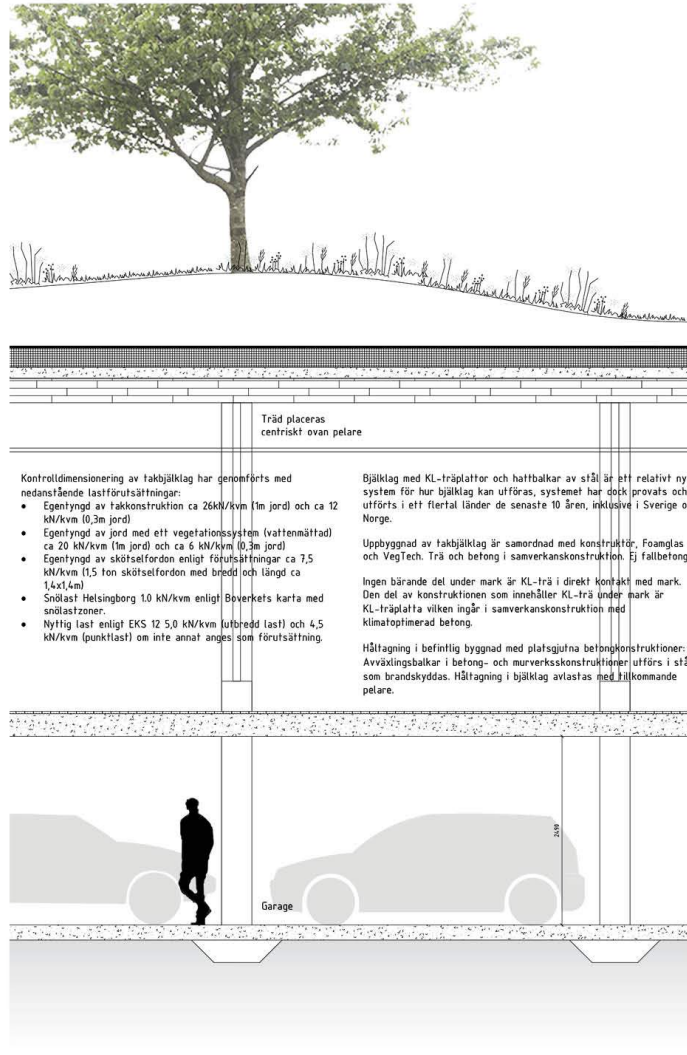 Träd placeras
centriskt ovan pelare
Kontrolldimensionering av takbjälklag har genomförts med
nedanstående lastförutsättningar:
• Egentyngd av takkonstruktion ca 26kN/kvm (1m jord) och ca 12
kN/kvm (0,3m jord)
• Egentyngd av jord med ett vegetationssystem (vattenmättad)
ca 20 kN/kvm (1m jord) och ca 6 kN/kvm (0,3m jord)
• Egentyngd av skötselfordon enligt förutsättningar ca 7,5
kN/kvm (1,5 ton skötselfordon med bredd och längd ca
1,4x1,4m)
• Snölast Helsingborg 1.0 kN/kvm enligt Boverkets karta med
snölastzoner.
• Nyttig last enligt EKS 12 5,0 kN/kvm (utbredd last) och 4,5
kN/kvm (punktlast) om inte annat anges som förutsättning.
Bjälklag med KL-träplattor och hattbalkar av stål är ett relativt ny
system för hur bjälklag kan utföras, systemet har dock provats och
utförts i ett flertal länder de senaste 10 åren, inklusive i Sverige o
Norge.
Uppbyggnad av takbjälklag är samordnad med konstruktör, Foamglas
och VegTech. Trä och betong i samverkanskonstruktion. Ej fallbetong
Ingen bärande del under mark är KL-trä i direkt kontakt med mark.
Den del av konstruktionen som innehåller KL-trä under mark är
KL-träplatta vilken ingår i samverkanskonstruktion med
klimatoptimerad betong.
Håltagning i befintlig byggnad med platsgjutna betongkonstruktioner:
Avväxlingsbalkar i betong- och murverksskonstruktioner utförs i stå
som brandskyddas. Håltagning i bjälklag avlastas med tillkommande
pelare.
2490
Garage